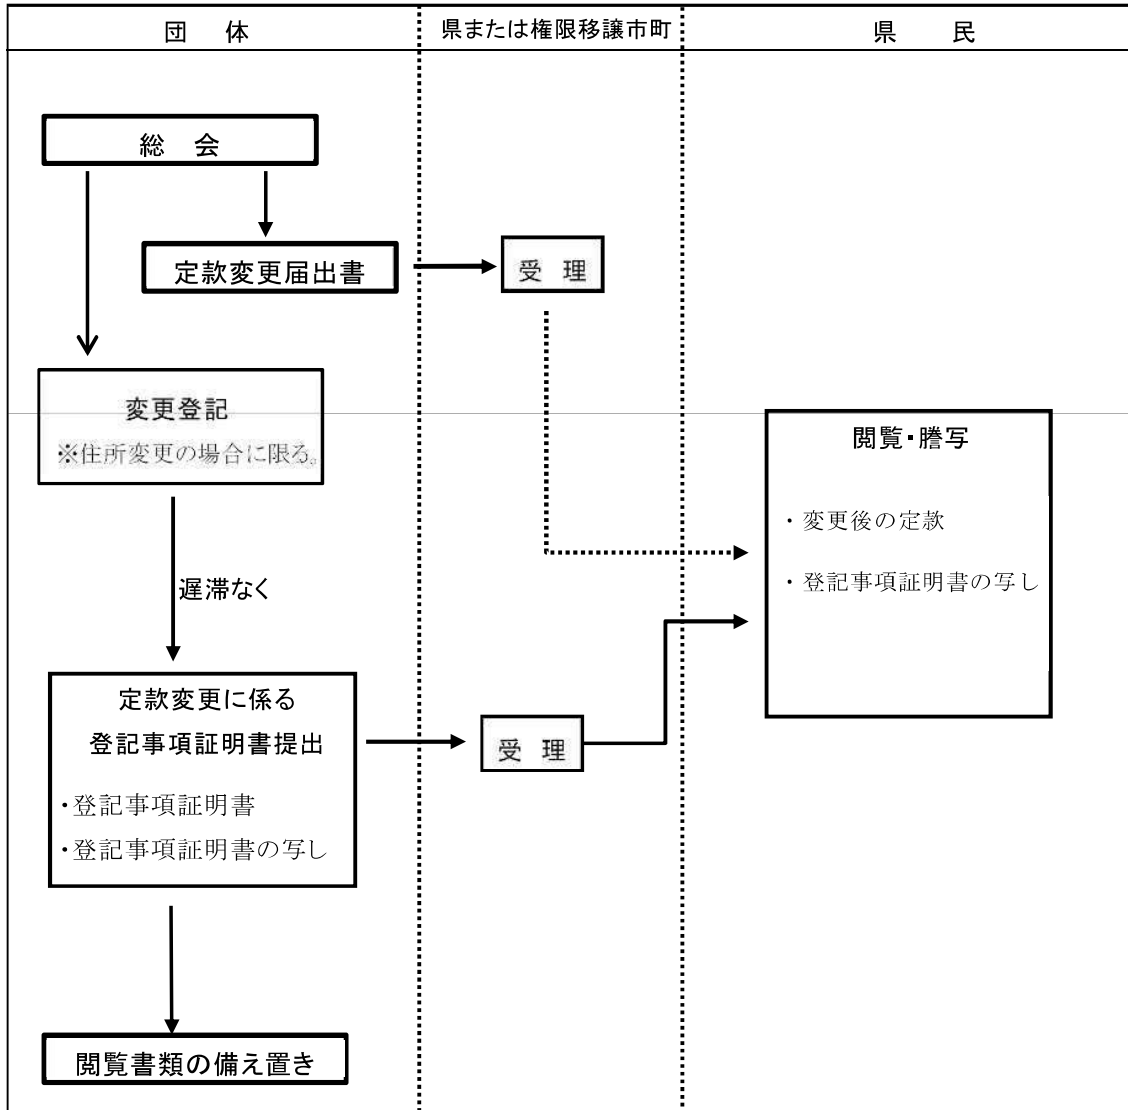 団　体
県または権限移譲市町
県　民
総　会
定款変更届出書
受　理
変更登記
※住所変更の場合に限る。
閲覧・謄写
・変更後の定款
・登記事項証明書の写し
遅滞なく
定款変更に係る
登記事項証明書提出
・登記事項証明書
・登記事項証明書の写し
受　理
閲覧書類の備え置き